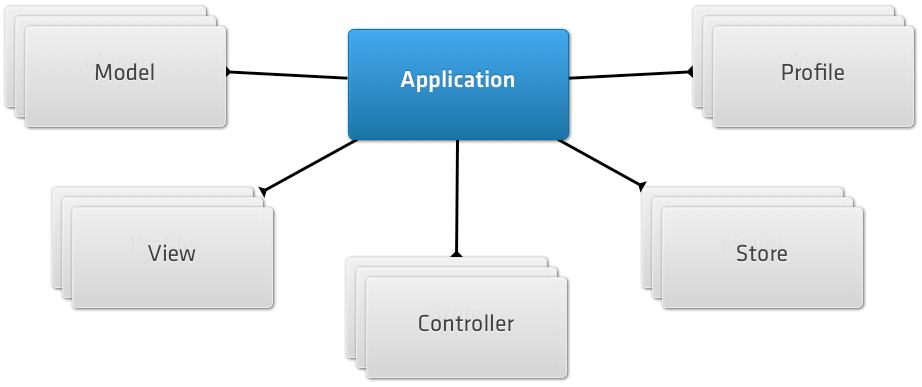 Model
Application
Profile
View
Store
Controller